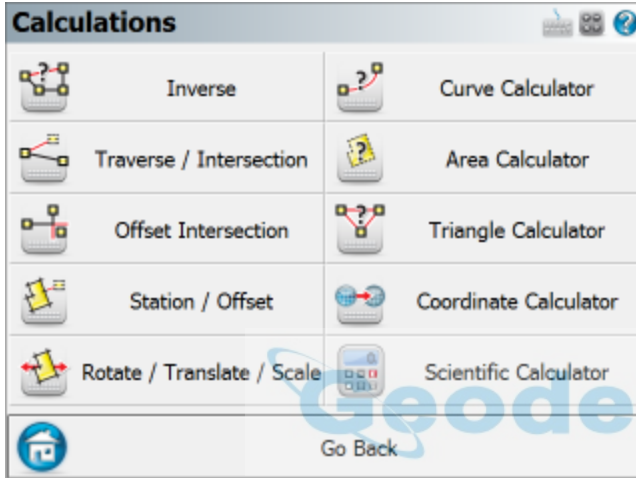 Calculations
Inverse
Curve Calculator
Traverse / Intersection
Area Calculator
Offset Intersection
Triangle Calculator
Station / Offset
Coordinate Calculator
Rotate / Translate / Scale
Scientific Calculator
Geode
Go Back